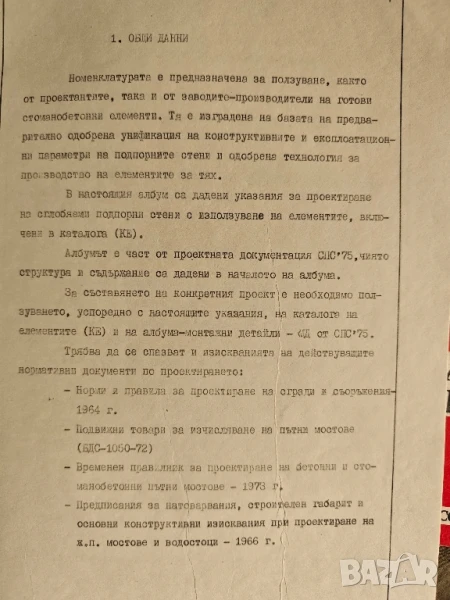 1. ОБЩИ ДАННИ
Номенклатурата е предназначена за ползуване, както
от проектантите, така и от заводите-производители на готови
стоманобетонни елементи. Тя е изградена на базата на предва-
рително одобрена унификация на конструктивните и експлоатацион-
ни параметри на подпорните стени и одобрена технология за
производство на елементите за тях.
В настоящия албум са дадени указания за проектиране
на сглобяеми подпорни стени с използуване на елементите, вклю-
чени в каталога (КЕ).
Албумът е част от проектната документация СПС'75, чиято
структура и съдържание са дадени в началото на албума.
За съставянето на конкретния проект е необходимо пол-
зуването, успоредно с настоящите указания, на каталога на
елементите (КЕ) и на албума-монтажни детайли - МД от СПС'75.
Трябва да се спазват и изискванията на действуващите
нормативни документи по проектирането:
- Норми и правила за проектиране на сгради и съоръжения-
1964 г.
- Подвижни товари за изчисляване на пътни мостове
(БДС-1050-72)
- Временен правилник за проектиране на бетонни и сто-
манобетонни пътни мостове - 1973 г.
- Предписания за натоварвания, строителен габарит и
основни конструктивни изисквания при проектиране на
ж.п. мостове и водостоци - 1966 г.
BAZAR